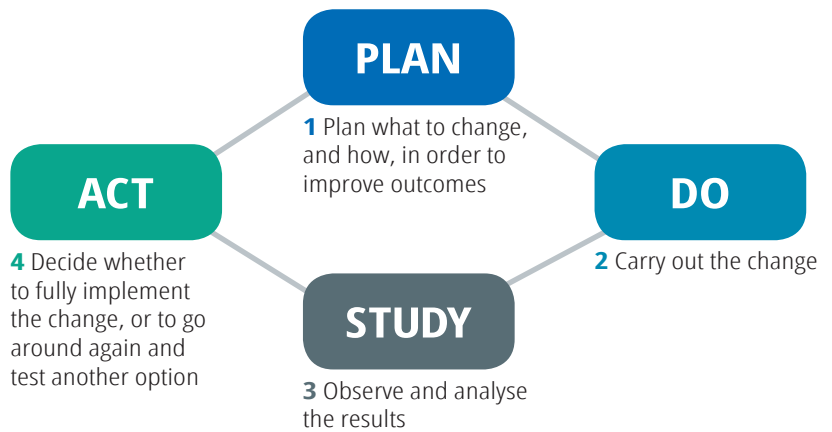 PLAN
1 Plan what to change,
and how, in order to
improve outcomes
DO
2 Carry out the change
STUDY
3 Observe and analyse
the results
ACT
4 Decide whether
to fully implement
the change, or to go
around again and
test another option